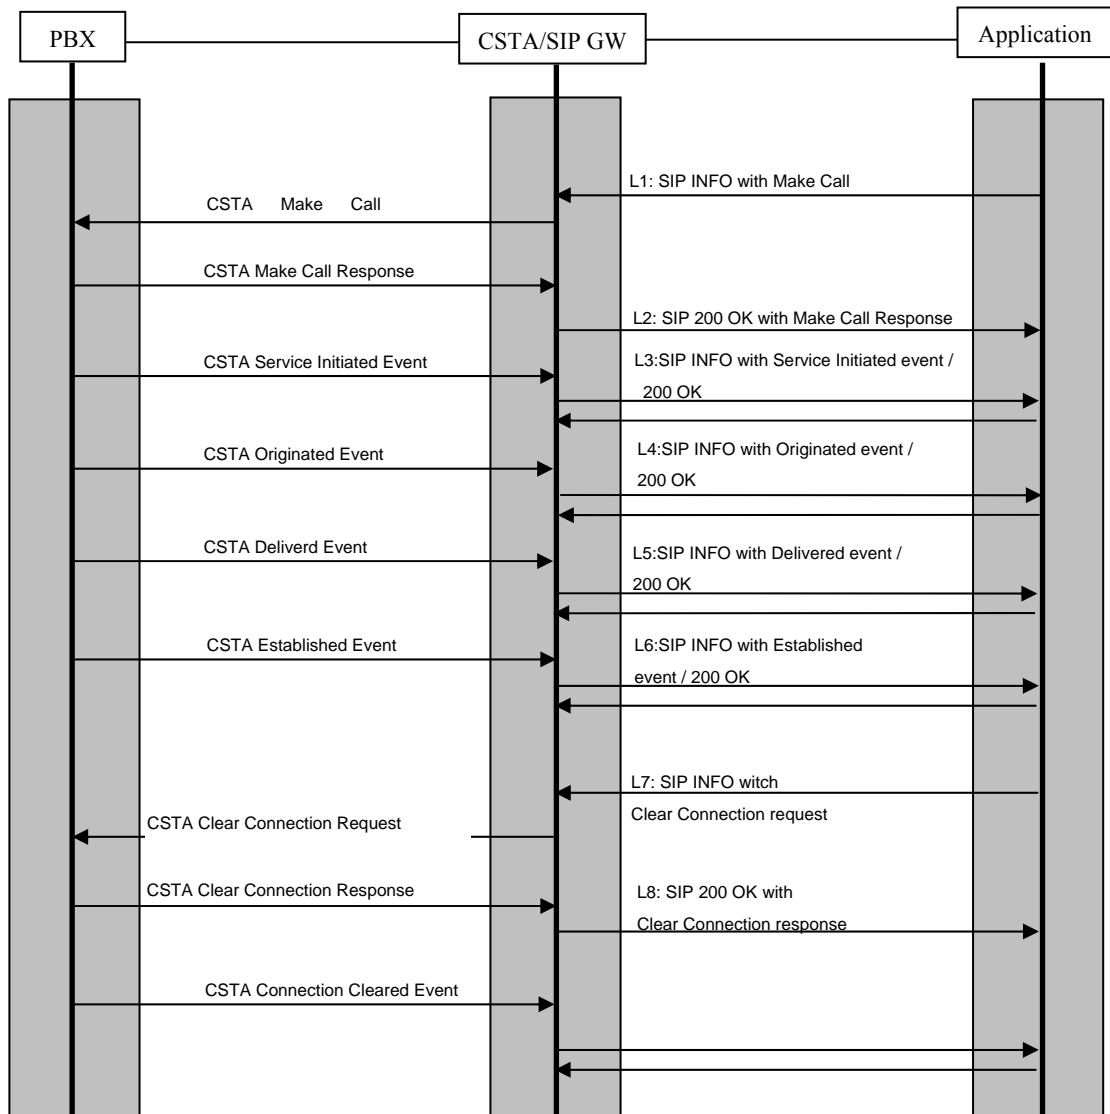 PBX
CSTA/SIP GW
Application
L1: SIP INFO with Make Call
CSTA Make Call
CSTA Make Call Response
L2: SIP 200 OK with Make Call Response
CSTA Service Initiated Event
L3:SIP INFO with Service Initiated event /
200 OK
CSTA Originated Event
L4:SIP INFO with Originated event /
200 OK
CSTA Deliverd Event
L5:SIP INFO with Delivered event /
200 OK
CSTA Established Event
L6:SIP INFO with Established
event / 200 OK
L7: SIP INFO witch
Clear Connection request
CSTA Clear Connection Request
CSTA Clear Connection Response
L8: SIP 200 OK with
Clear Connection response
CSTA Connection Cleared Event